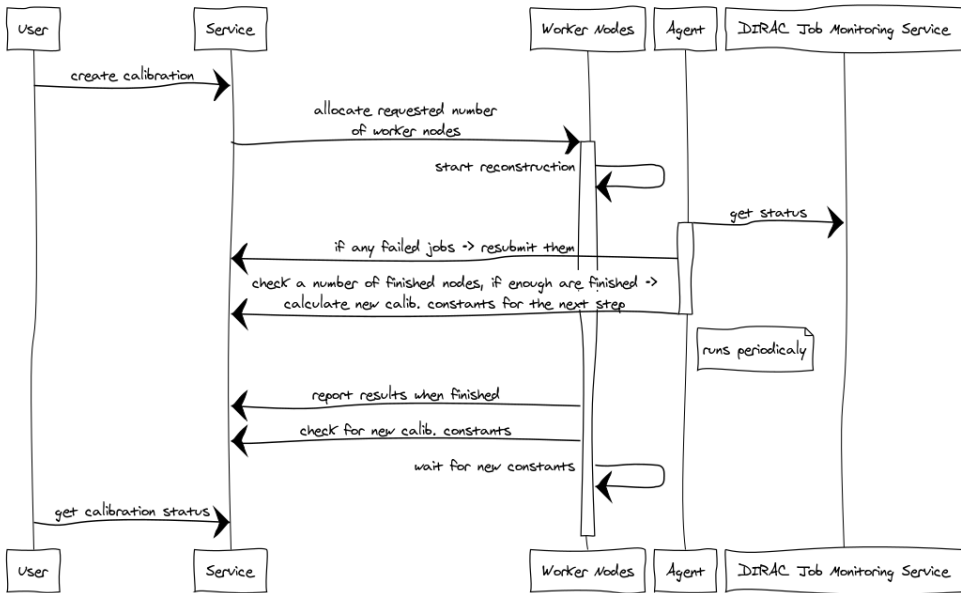 User
Service
Worker Nodes
Agent
DIRAC Job Monitoring Service
create calibration
allocate requested number
of worker nodes
start reconstruction
get status
if any failed jobs -> resubmit them
check a number of finished nodes, if enough are finished ->
calculate new calib. constants for the next step
runs periodicaly
report results when finished
check for new calib. constants
wait for new constants
get calibration status
User
Service
Worker Nodes
Agent
DIRAC Job Monitoring Service